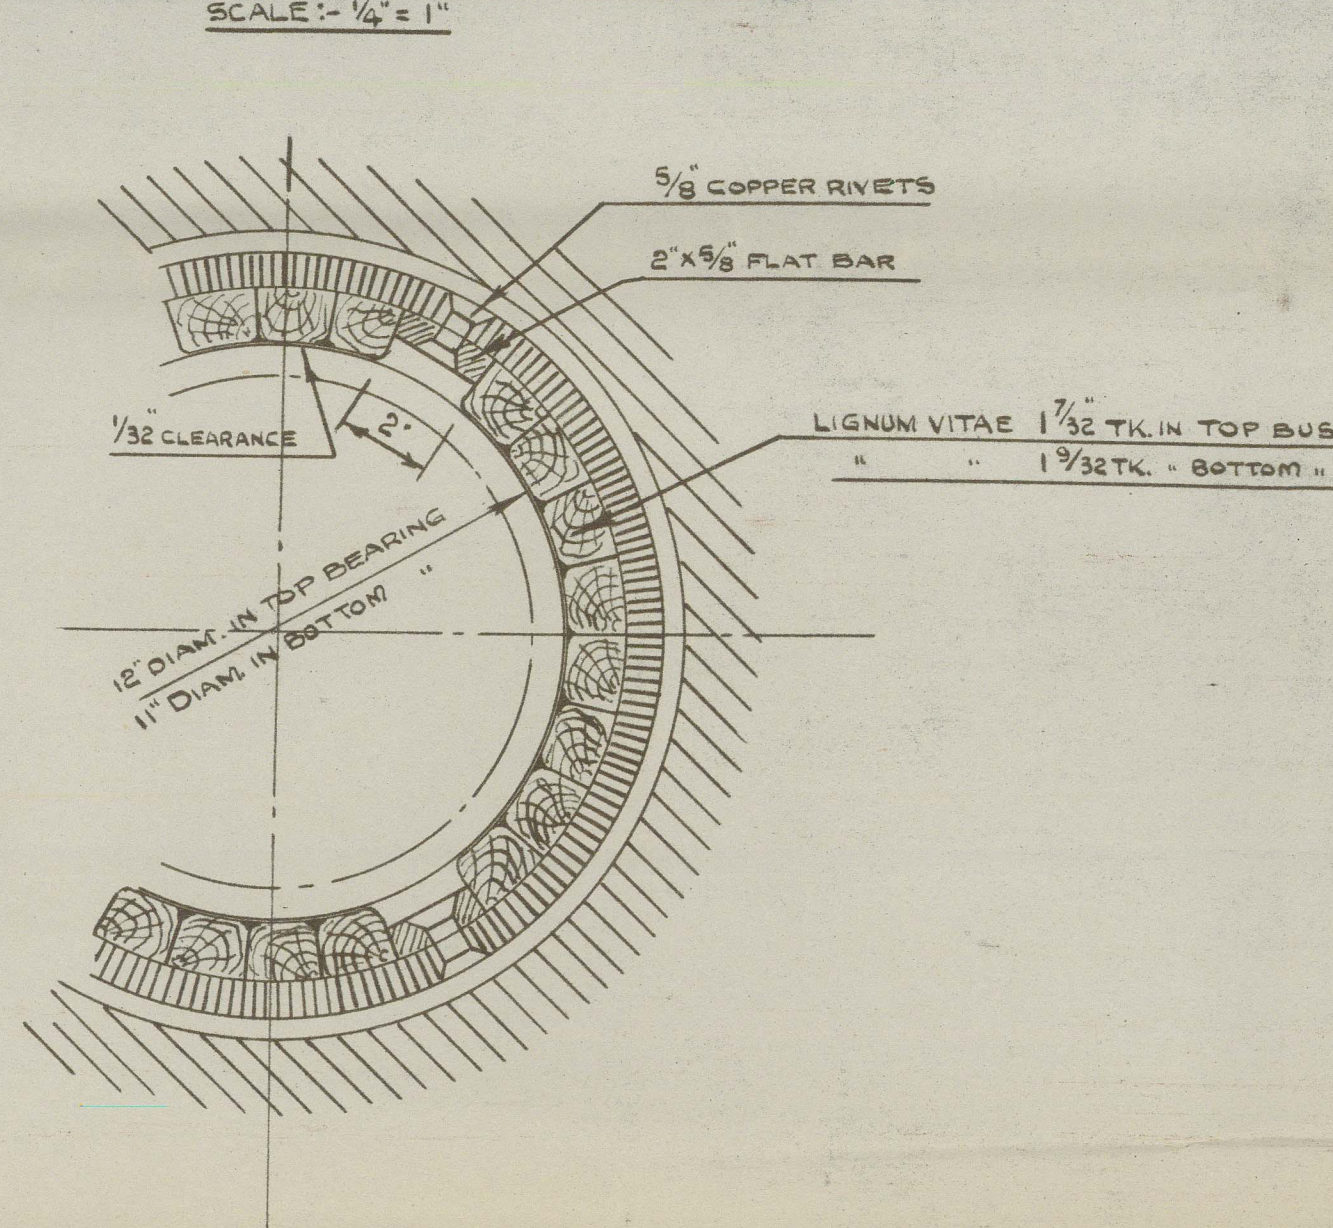 SCALE:- 1/4" = 1"
5/8" COPPER RIVETS
2" x 5/8" FLAT BAR
1/32" CLEARANCE
2"
LIGNUM VITAE 1 7/32" TK. IN TOP BUS
" " 1 9/32 TK. " BOTTOM "
12" DIAM. IN TOP BEARING
11" DIAM. IN BOTTOM "